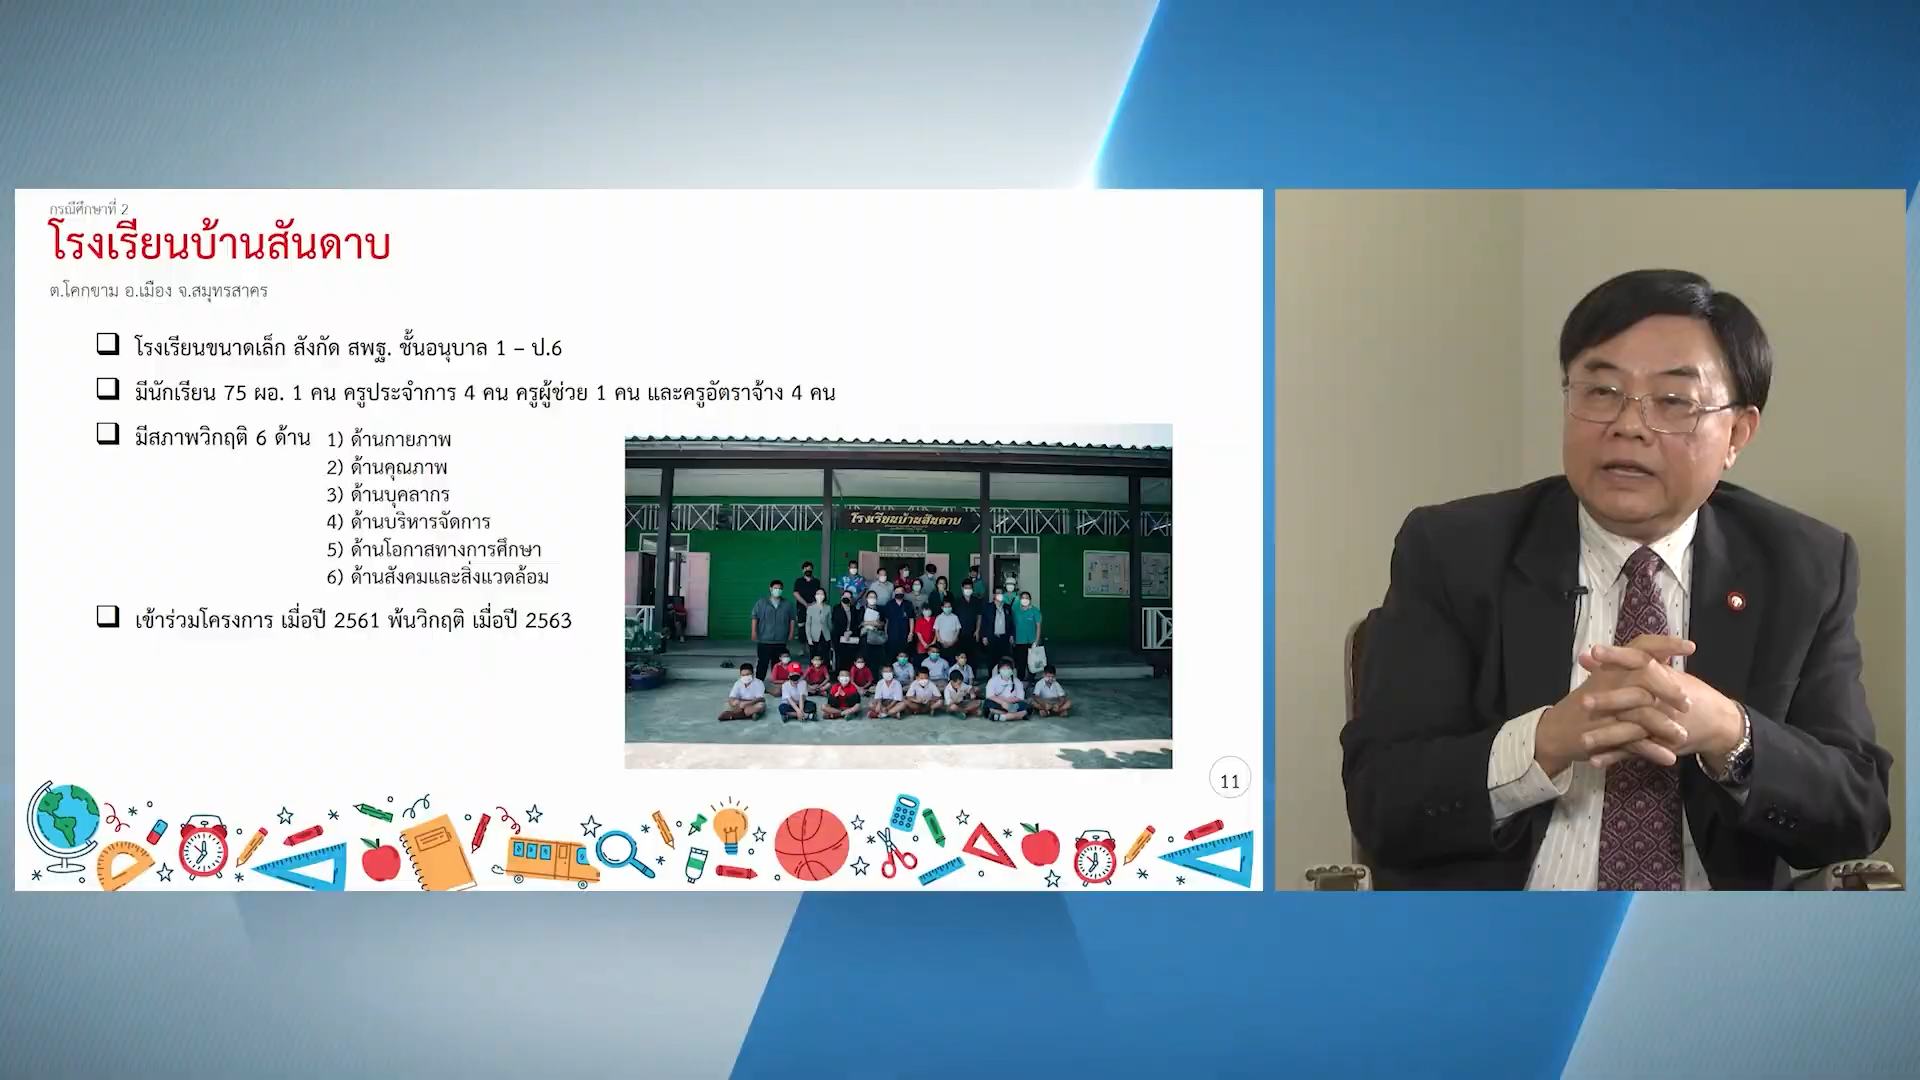 กรณีศึกษาที่ 2
โรงเรียนบ้านสันดาบ
ต.โคกขาม อ.เมือง จ.สมุทรสาคร
โรงเรียนขนาดเล็ก สังกัด สพฐ. ชั้นอนุบาล 1 – ป.6
มีนักเรียน 75 ผอ. 1 คน ครูประจำการ 4 คน ครูผู้ช่วย 1 คน และครูอัตราจ้าง 4 คน
มีสภาพวิกฤติ 6 ด้าน 1) ด้านกายภาพ
2) ด้านคุณภาพ
3) ด้านบุคลากร
4) ด้านบริหารจัดการ
5) ด้านโอกาสทางการศึกษา
6) ด้านสังคมและสิ่งแวดล้อม
เข้าร่วมโครงการ เมื่อปี 2561 พ้นวิกฤติ เมื่อปี 2563
โรงเรียนบ้านสันดาบ
11